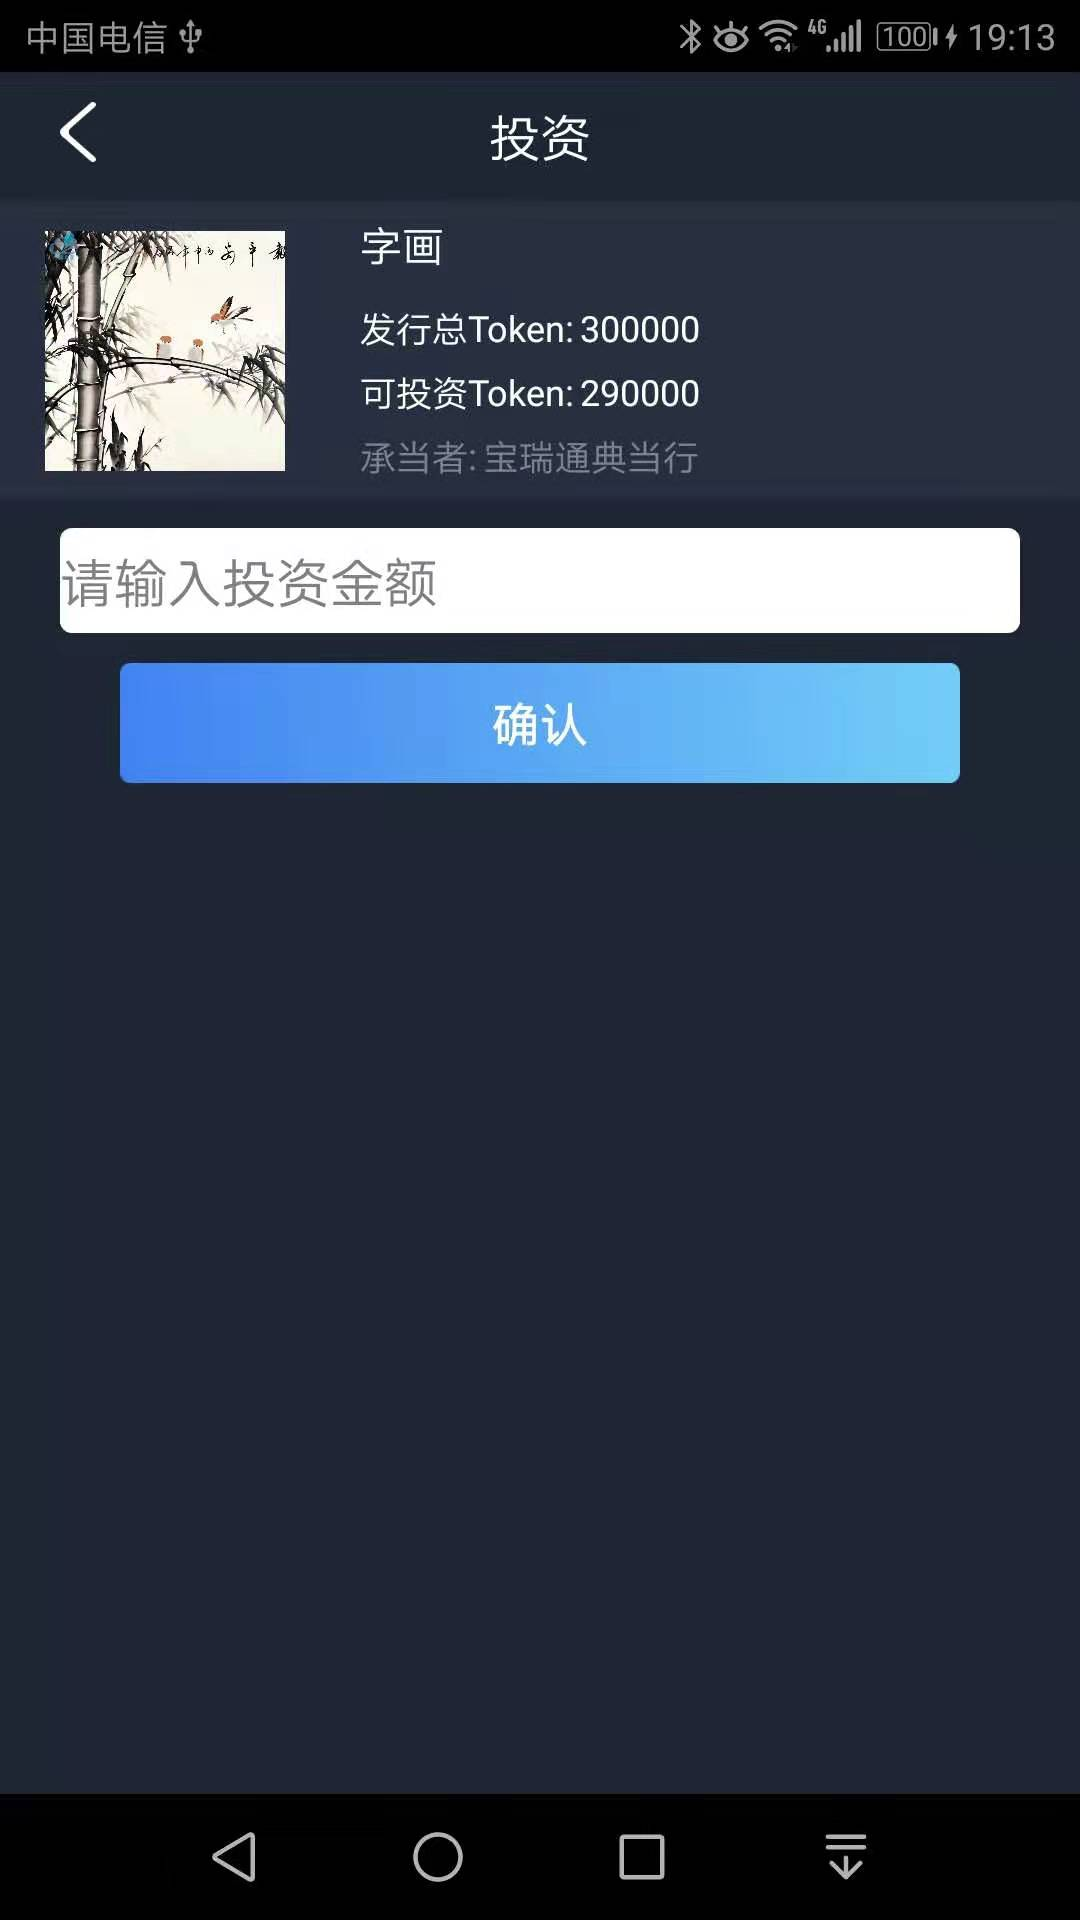 中国电信 4G 100 19:13
投资
字画
发行总Token: 300000
可投资Token: 290000
承当者: 宝瑞通典当行
请输入投资金额
确认